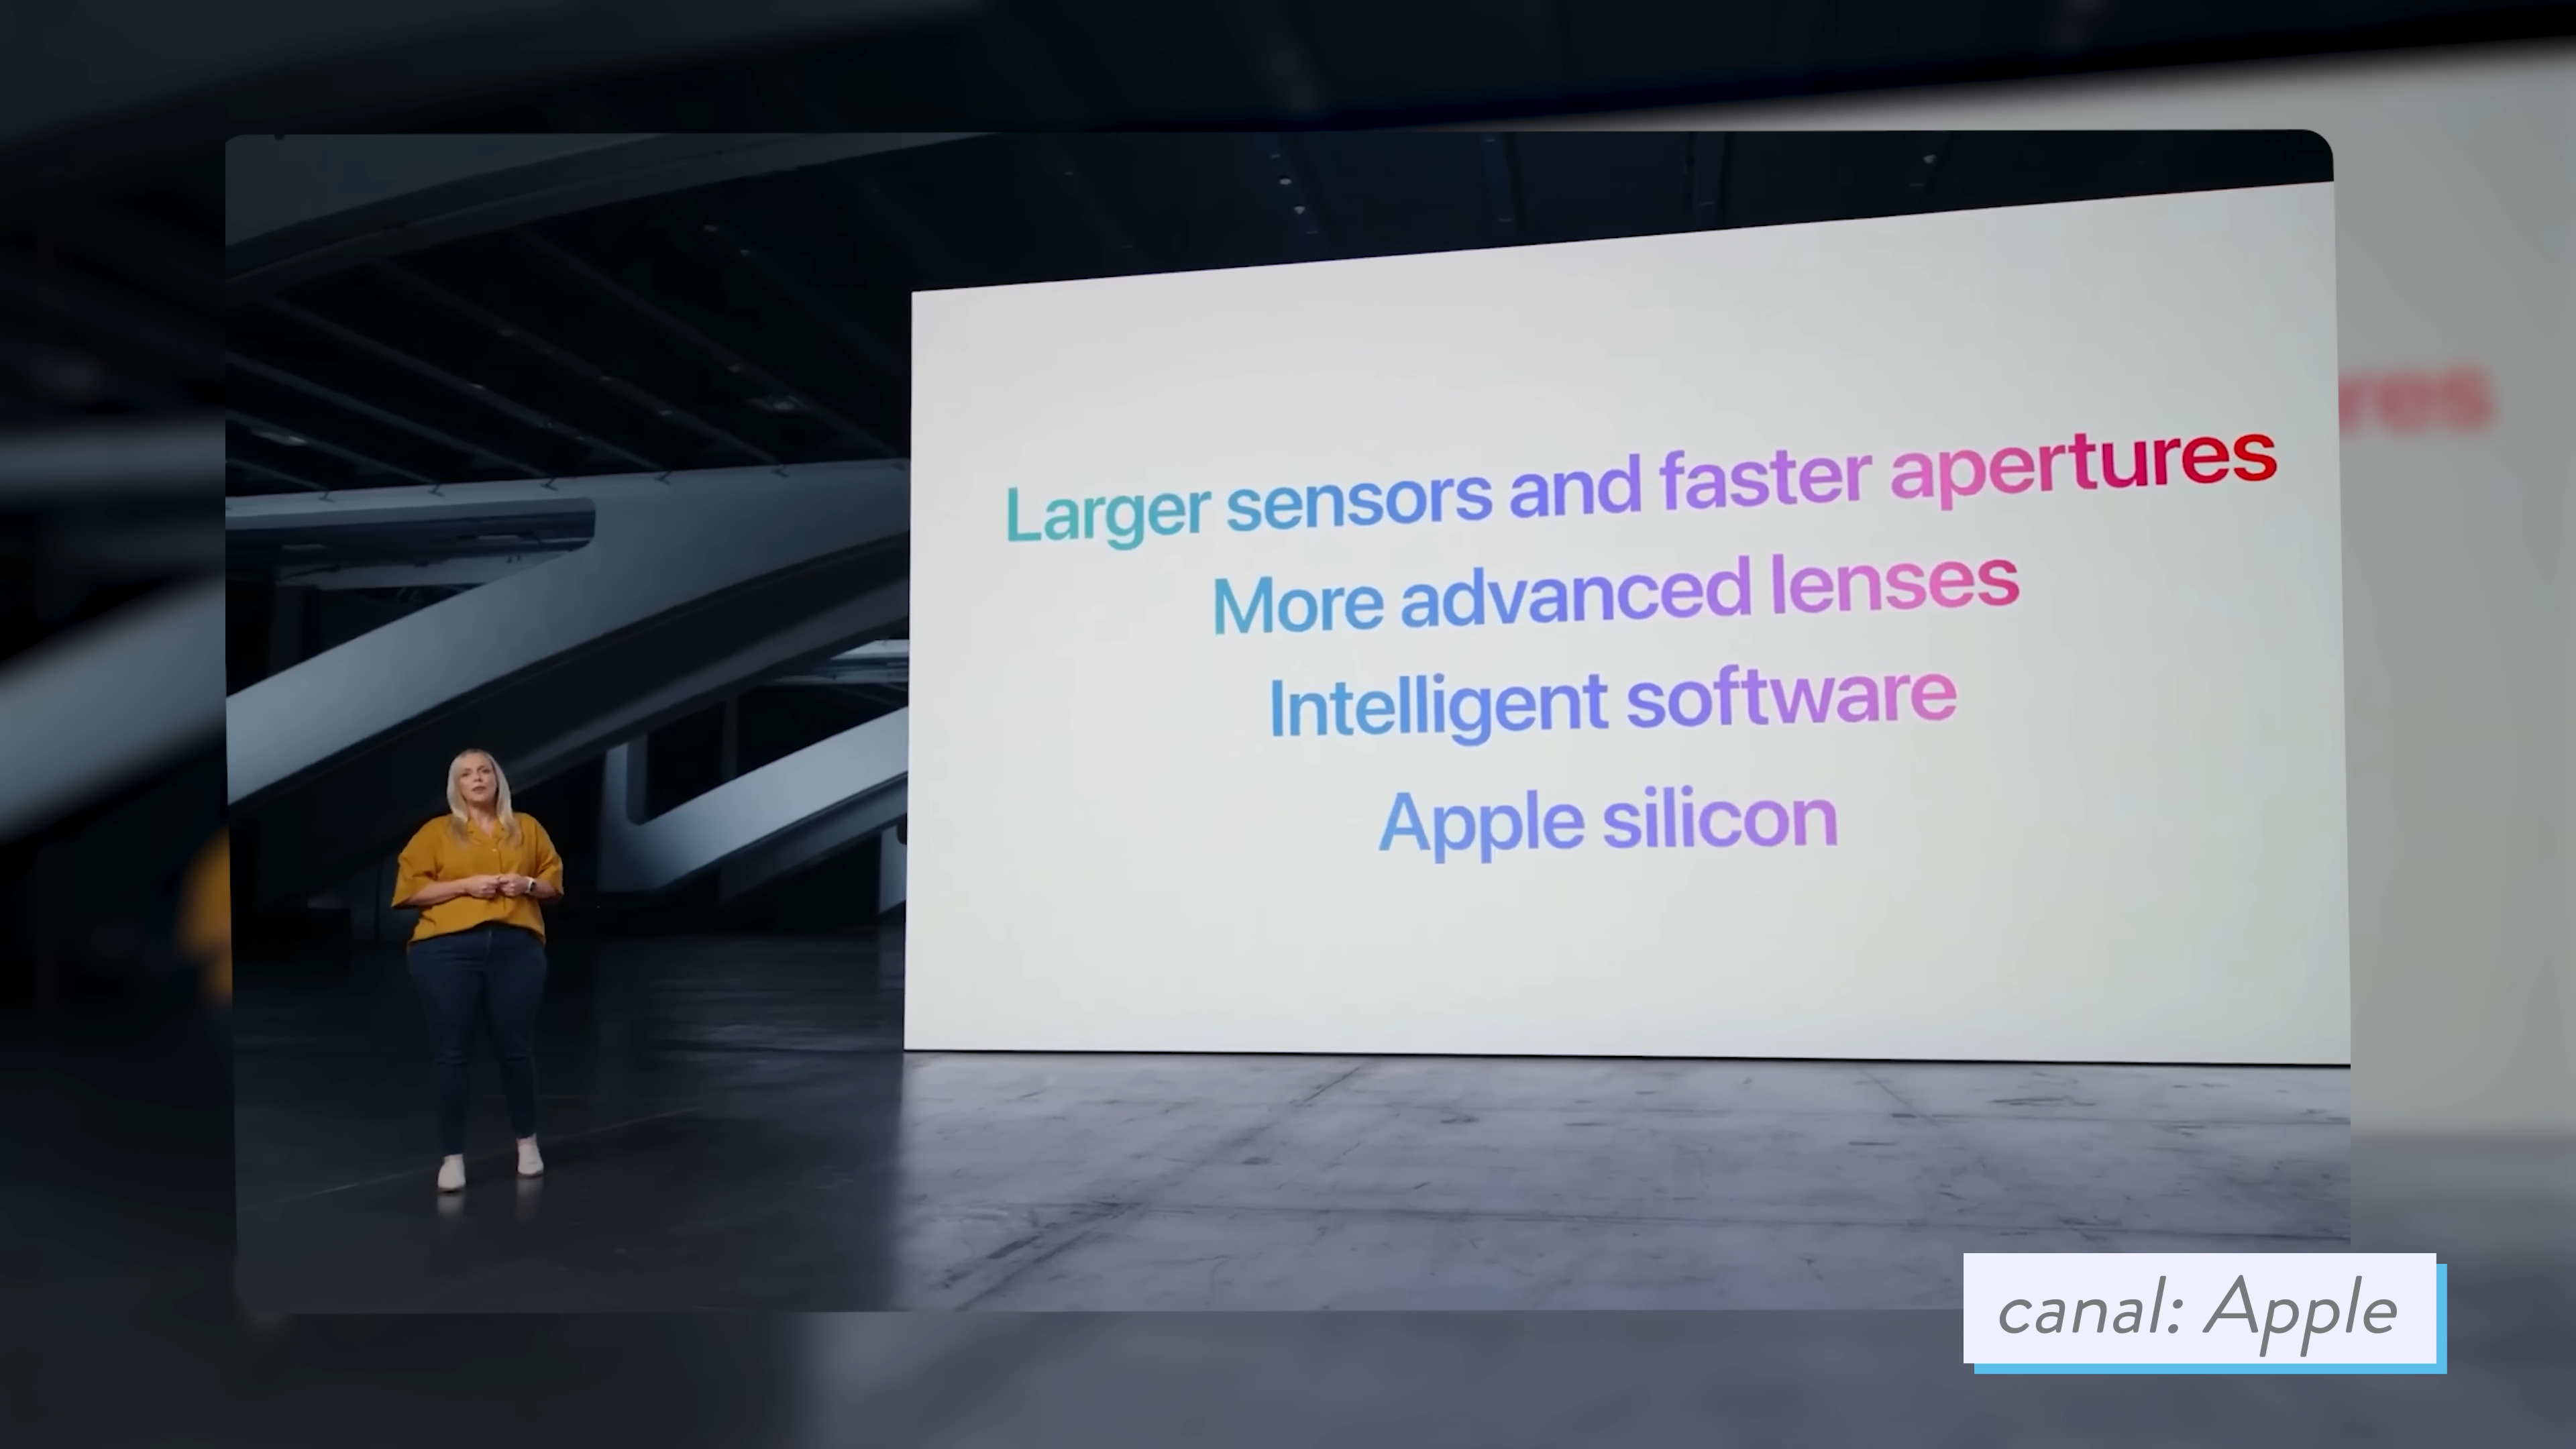 Larger sensors and faster apertures
More advanced lenses
Intelligent software
Apple silicon
canal: Apple